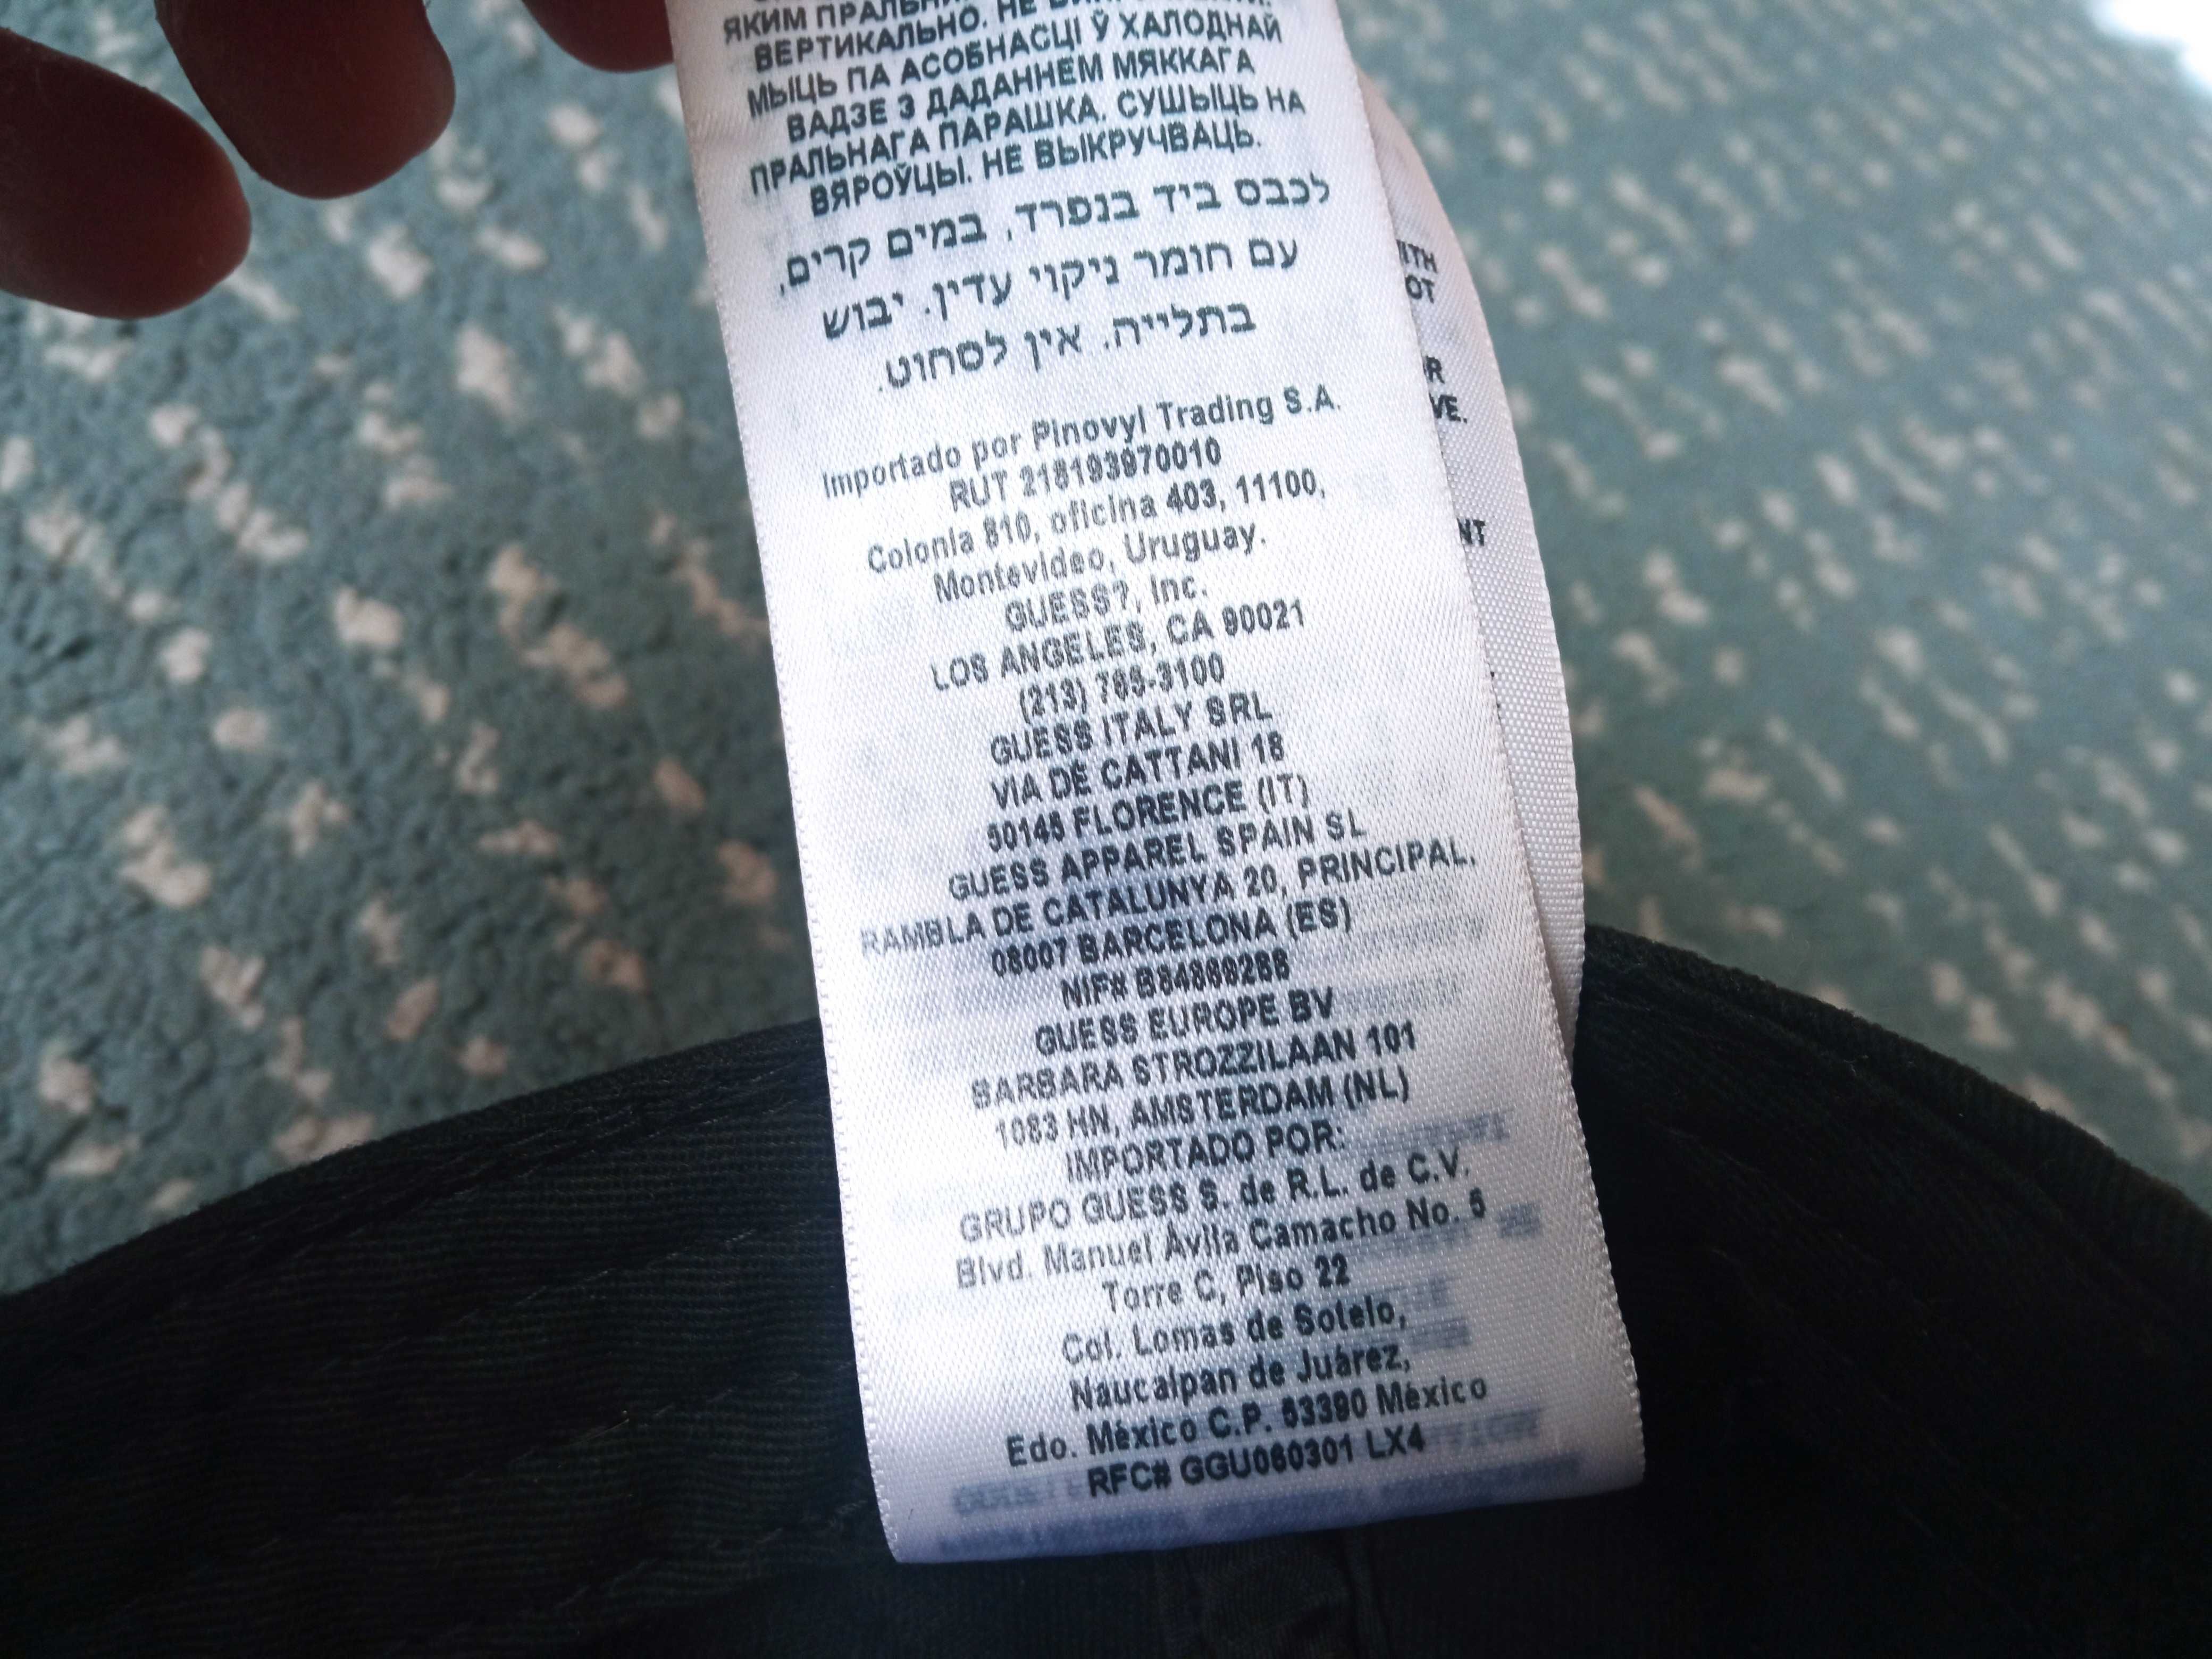 ВЕРТИКАЛЬНО. НЕ
МЫЦЬ ПА АСОБНАСЦІ Ў ХАЛОДНАЙ
ВАДЗЕ З ДАДАННЕМ МЯККАГА
ПРАЛЬНАГА ПАРАШКА. СУШЫЦЬ НА
ВЯРОЎЦЫ. НЕ ВЫКРУЧВАЦЬ.
לכבס ביד בנפרד, במים קרים,
עם חומר ניקוי עדין. יבוש
בתלייה. אין לסחוט.
Importado por Pinovyl Trading S.A.
RUT 218193970010
Colonia 810, oficina 403, 11100,
Montevideo, Uruguay.
GUESS?, Inc.
LOS ANGELES, CA 90021
(213) 765-3100
GUESS ITALY SRL
VIA DE CATTANI 18
50145 FLORENCE (IT)
GUESS APPAREL SPAIN SL
RAMBLA DE CATALUNYA 20, PRINCIPAL,
08007 BARCELONA (ES)
NIF#
GUESS EUROPE BV
BARBARA STROZZILAAN 101
1083 HN, AMSTERDAM (NL)
IMPORTADO POR:
GRUPO GUESS S. de R.L. de C.V.
Blvd. Manuel Ávila Camacho No. 5
Torre C, Piso 22
Col. Lomas de Sotelo,
Naucalpan de Juárez,
Edo. México C.P. 53390 México
RFC# GGU060301 LX4